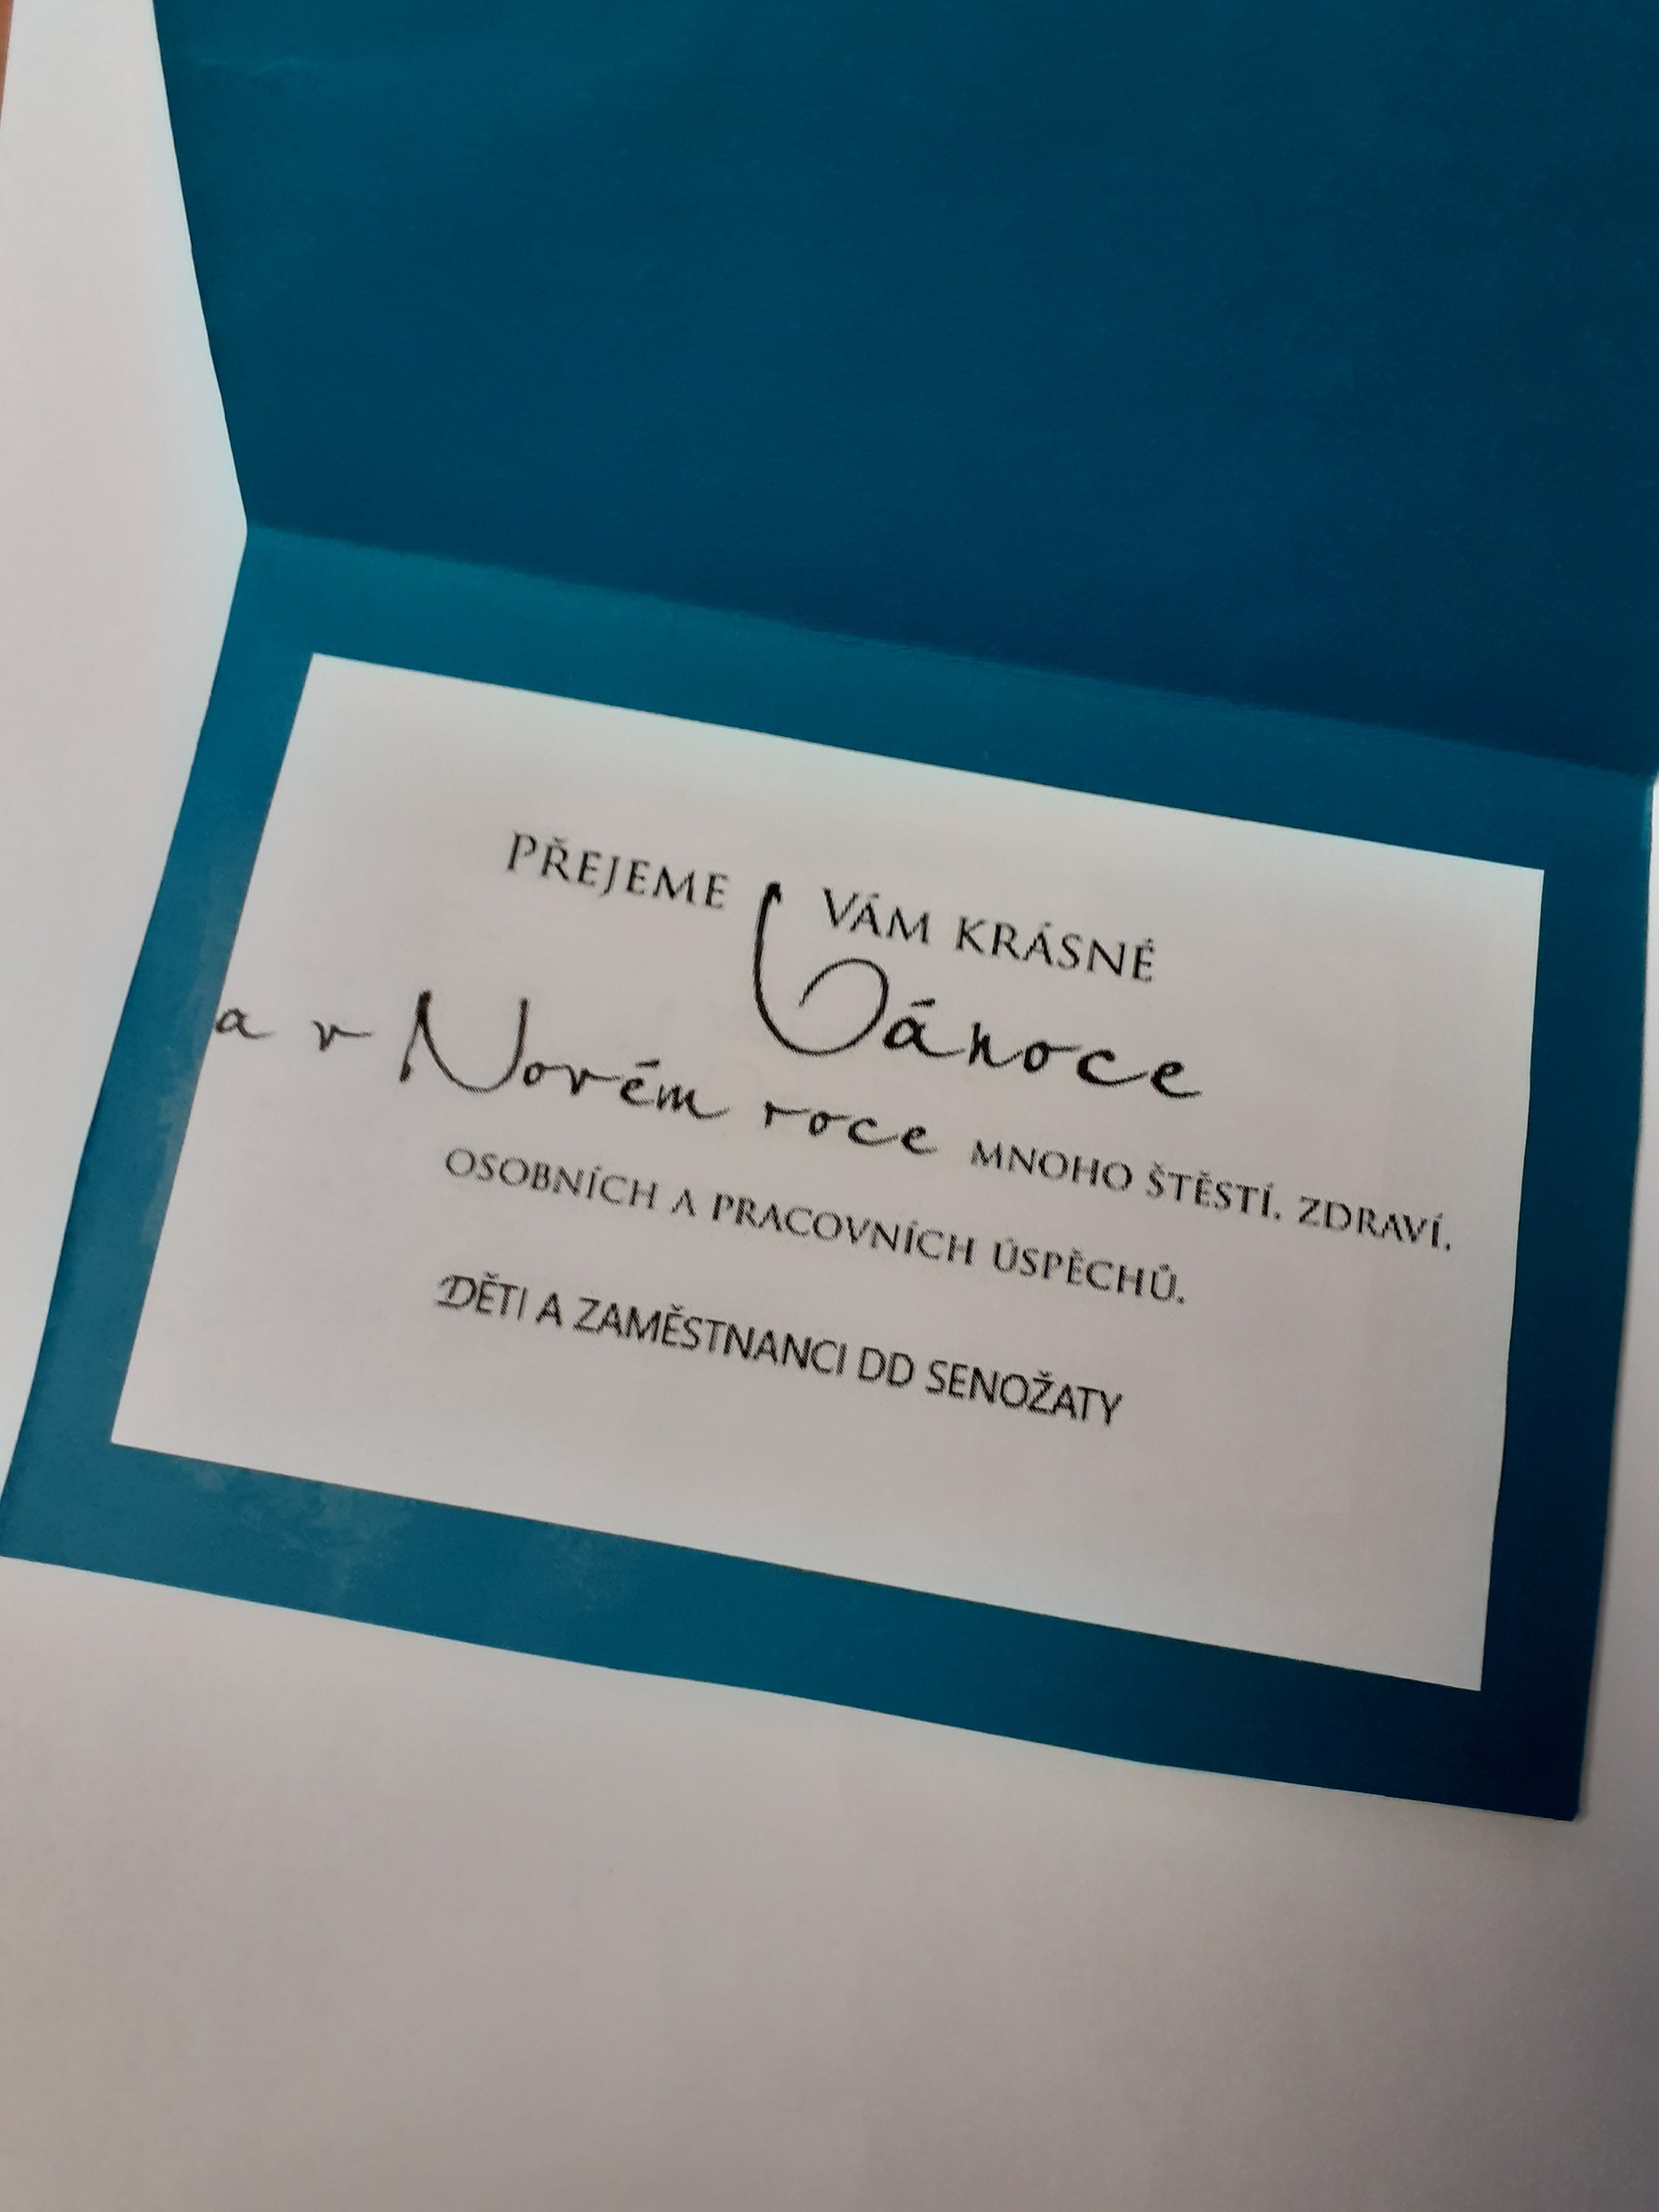 PŘEJEME VÁM KRÁSNÉ
Vánoce
a v Novém roce MNOHO ŠTĚSTÍ. ZDRAVÍ.
OSOBNÍCH A PRACOVNÍCH ÚSPĚCHŮ.
DĚTI A ZAMĚSTNANCI DD SENOŽATY